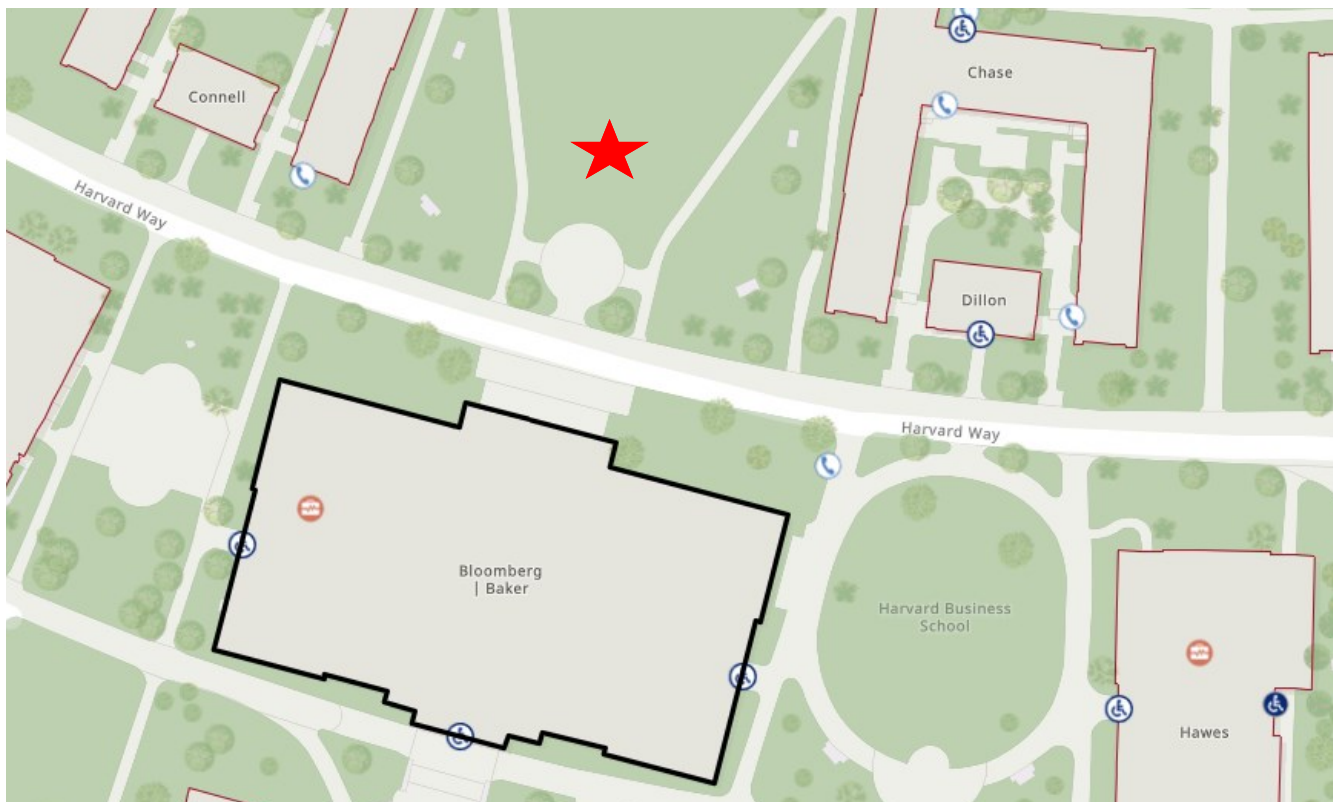 Chase
Connell
Harvard Way
Dillon
Harvard Way
Bloomberg
| Baker
Harvard Business
School
Hawes